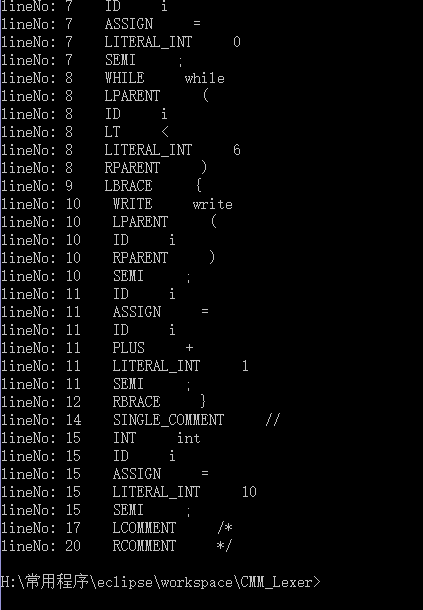 lineNo: 7    ID     i
lineNo: 7    ASSIGN     =
lineNo: 7    LITERAL_INT     0
lineNo: 7    SEMI     ;
lineNo: 8    WHILE     while
lineNo: 8    LPARENT     (
lineNo: 8    ID     i
lineNo: 8    LT     <
lineNo: 8    LITERAL_INT     6
lineNo: 8    RPARENT     )
lineNo: 9    LBRACE     {
lineNo: 10    WRITE     write
lineNo: 10    LPARENT     (
lineNo: 10    ID     i
lineNo: 10    RPARENT     )
lineNo: 10    SEMI     ;
lineNo: 11    ID     i
lineNo: 11    ASSIGN     =
lineNo: 11    ID     i
lineNo: 11    PLUS     +
lineNo: 11    LITERAL_INT     1
lineNo: 11    SEMI     ;
lineNo: 12    RBRACE     }
lineNo: 14    SINGLE_COMMENT     //
lineNo: 15    INT     int
lineNo: 15    ID     i
lineNo: 15    ASSIGN     =
lineNo: 15    LITERAL_INT     10
lineNo: 15    SEMI     ;
lineNo: 17    LCOMMENT     /*
lineNo: 20    RCOMMENT     */
H:\常用程序\eclipse\workspace\CMM_Lexer>